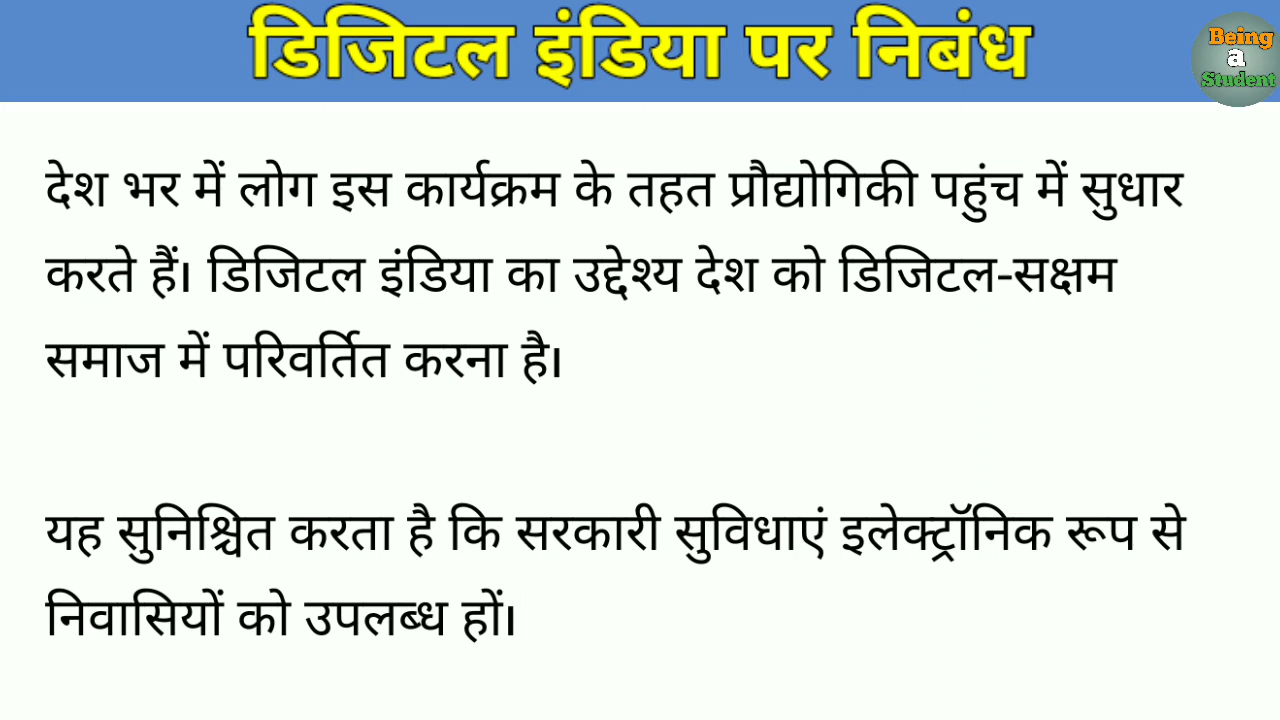 डिजिटल इंडिया पर निबंध
Being
a
Student
देश भर में लोग इस कार्यक्रम के तहत प्रौद्योगिकी पहुंच में सुधार
करते हैं। डिजिटल इंडिया का उद्देश्य देश को डिजिटल-सक्षम
समाज में परिवर्तित करना है।
यह सुनिश्चित करता है कि सरकारी सुविधाएं इलेक्ट्रॉनिक रूप से
निवासियों को उपलब्ध हों।